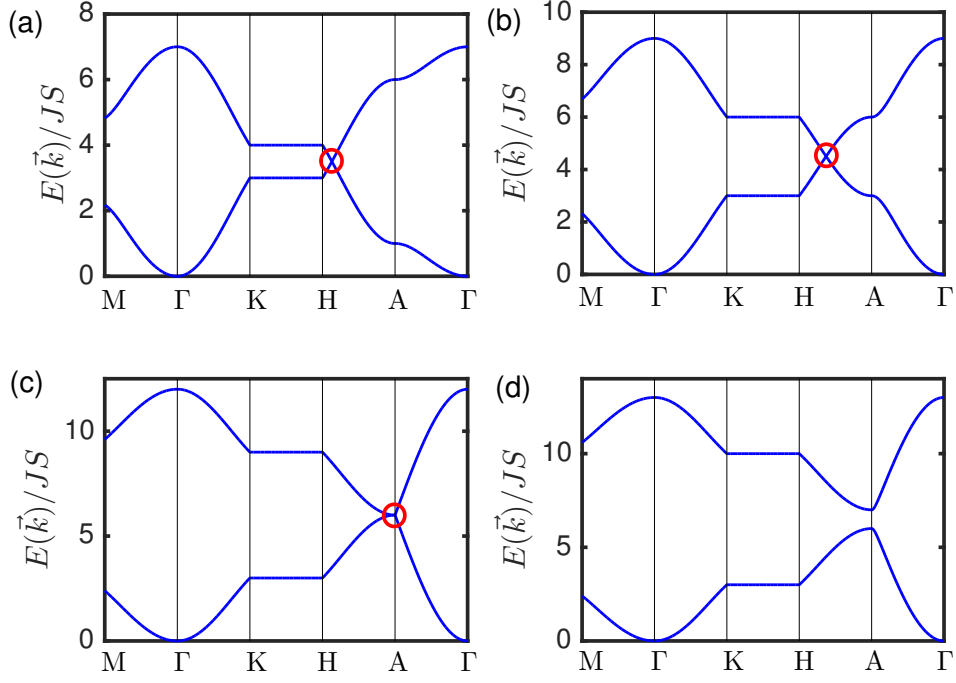 (a)
E(k⃗)/JS
8
6
4
2
0
M Γ K H A Γ
(b)
E(k⃗)/JS
10
8
6
4
2
0
M Γ K H A Γ
(c)
E(k⃗)/JS
10
5
0
M Γ K H A Γ
(d)
E(k⃗)/JS
10
5
0
M Γ K H A Γ